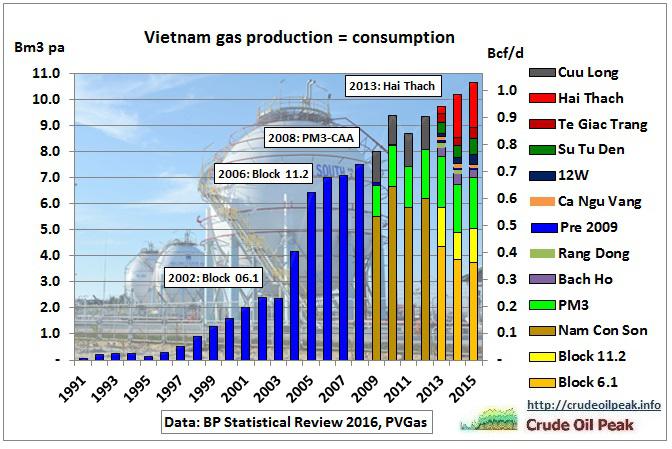 Vietnam gas production = consumption
Bm3 pa
Bcf/d
11.0
10.0
9.0
8.0
7.0
6.0
5.0
4.0
3.0
2.0
1.0
-
1.0
0.9
0.8
0.7
0.6
0.5
0.4
0.3
0.2
0.1
-
2013: Hai Thach
2008: PM3-CAA
2006: Block 11.2
2002: Block 06.1
SOUTH
1991
1993
1995
1997
1999
2001
2003
2005
2007
2009
2011
2013
2015
Cuu Long
Hai Thach
Te Giac Trang
Su Tu Den
12W
Ca Ngu Vang
Pre 2009
Rang Dong
Bach Ho
PM3
Nam Con Son
Block 11.2
Block 6.1
Data: BP Statistical Review 2016, PVGas
http://crudeoilpeak.info
Crude Oil Peak